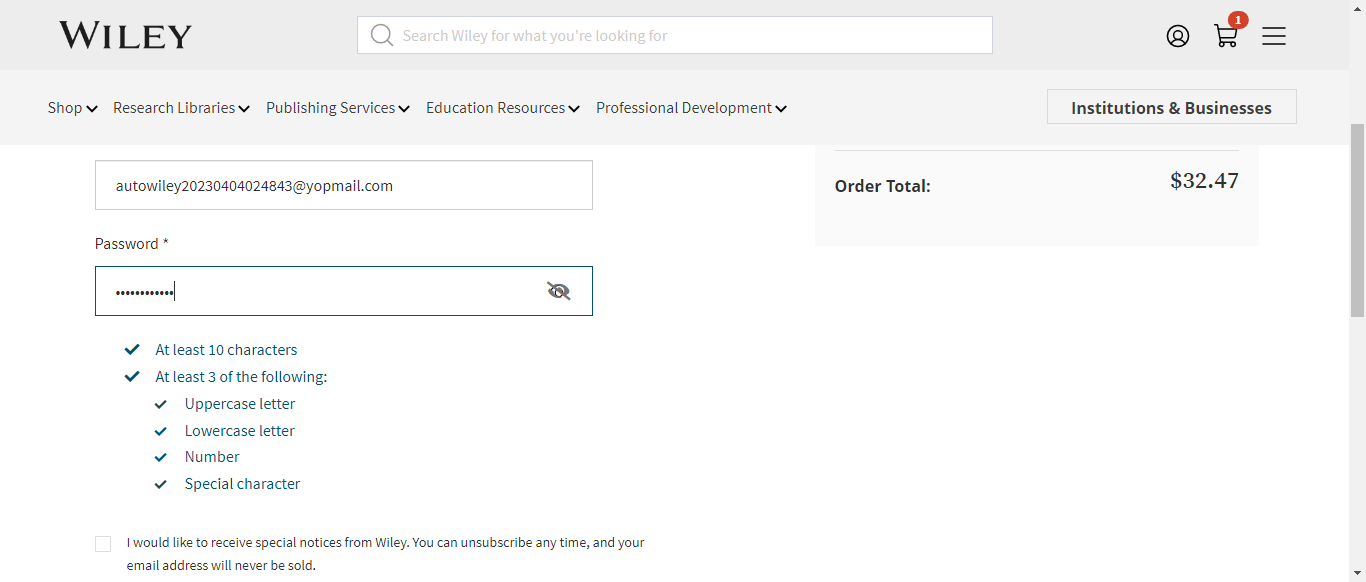 WILEY
Search Wiley for what you're looking for
1
Shop
Research Libraries
Publishing Services
Education Resources
Professional Development
Institutions & Businesses
autowiley20230404024843@yopmail.com
Order Total:
$32.47
Password *
••••••••••••
At least 10 characters
At least 3 of the following:
Uppercase letter
Lowercase letter
Number
Special character
I would like to receive special notices from Wiley. You can unsubscribe any time, and your
email address will never be sold.